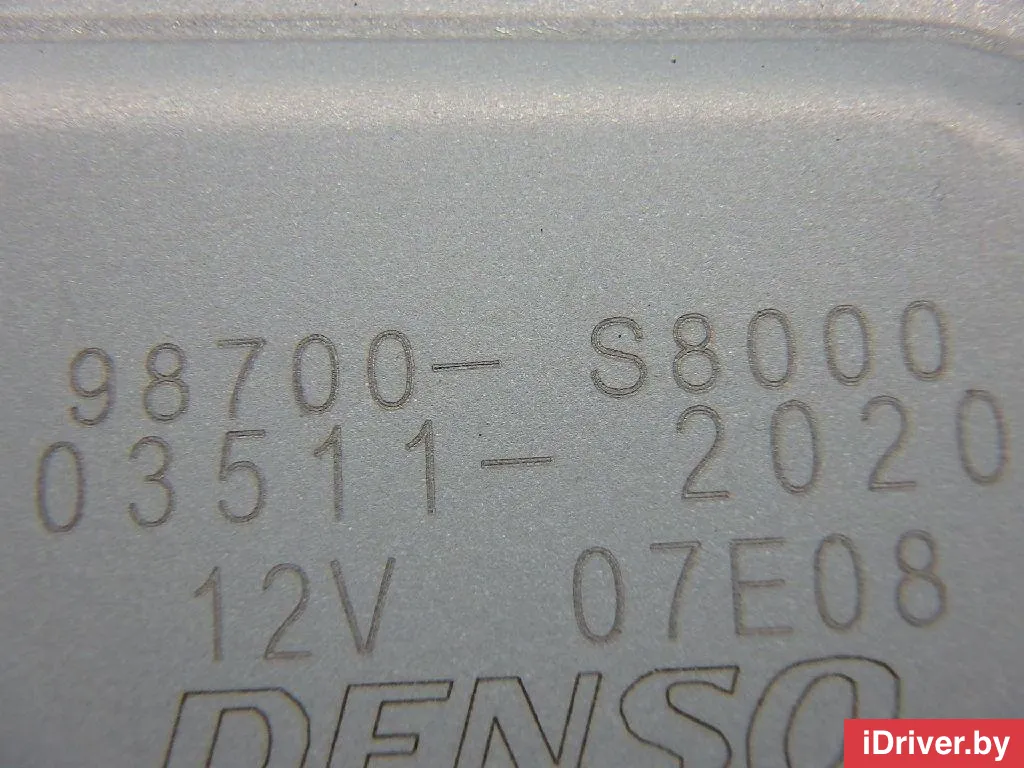 98700- S8000
03511- 2020
12V 07E08
DENSO
iDriver.by